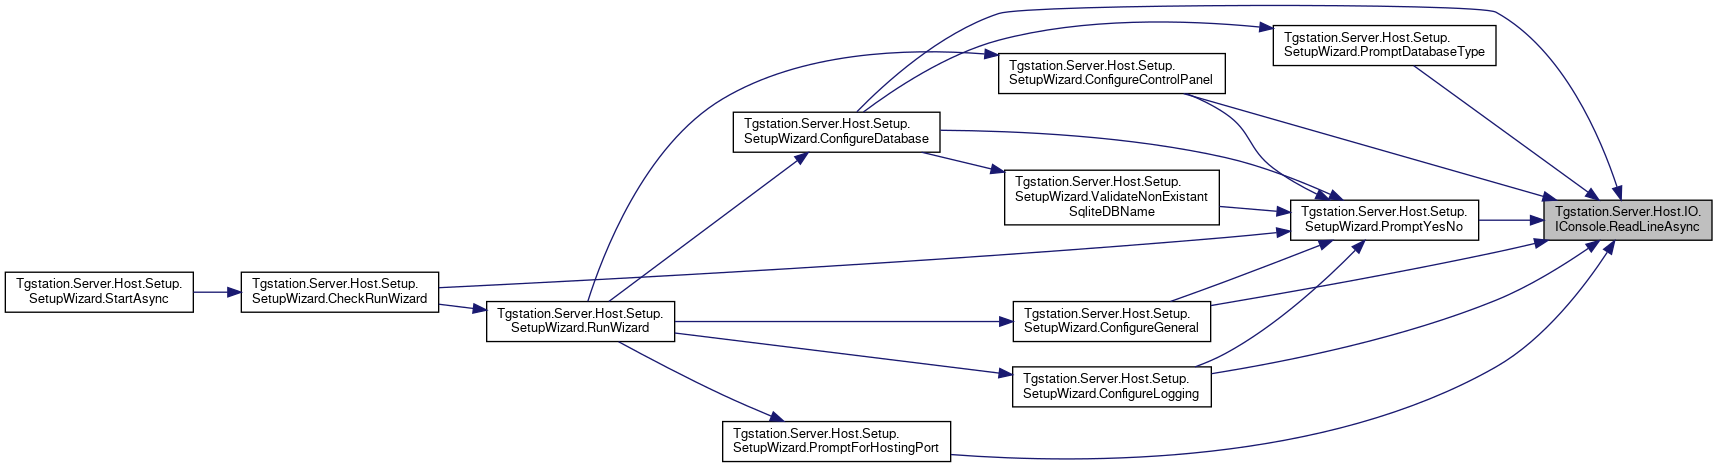 Tgstation.Server.Host.Setup.
SetupWizard.PromptDatabaseType
Tgstation.Server.Host.Setup.
SetupWizard.ConfigureControlPanel
Tgstation.Server.Host.Setup.
SetupWizard.ConfigureDatabase
Tgstation.Server.Host.Setup.
SetupWizard.ValidateNonExistant
SqliteDBName
Tgstation.Server.Host.Setup.
SetupWizard.PromptYesNo
Tgstation.Server.Host.IO.
IConsole.ReadLineAsync
Tgstation.Server.Host.Setup.
SetupWizard.StartAsync
Tgstation.Server.Host.Setup.
SetupWizard.CheckRunWizard
Tgstation.Server.Host.Setup.
SetupWizard.RunWizard
Tgstation.Server.Host.Setup.
SetupWizard.ConfigureGeneral
Tgstation.Server.Host.Setup.
SetupWizard.ConfigureLogging
Tgstation.Server.Host.Setup.
SetupWizard.PromptForHostingPort